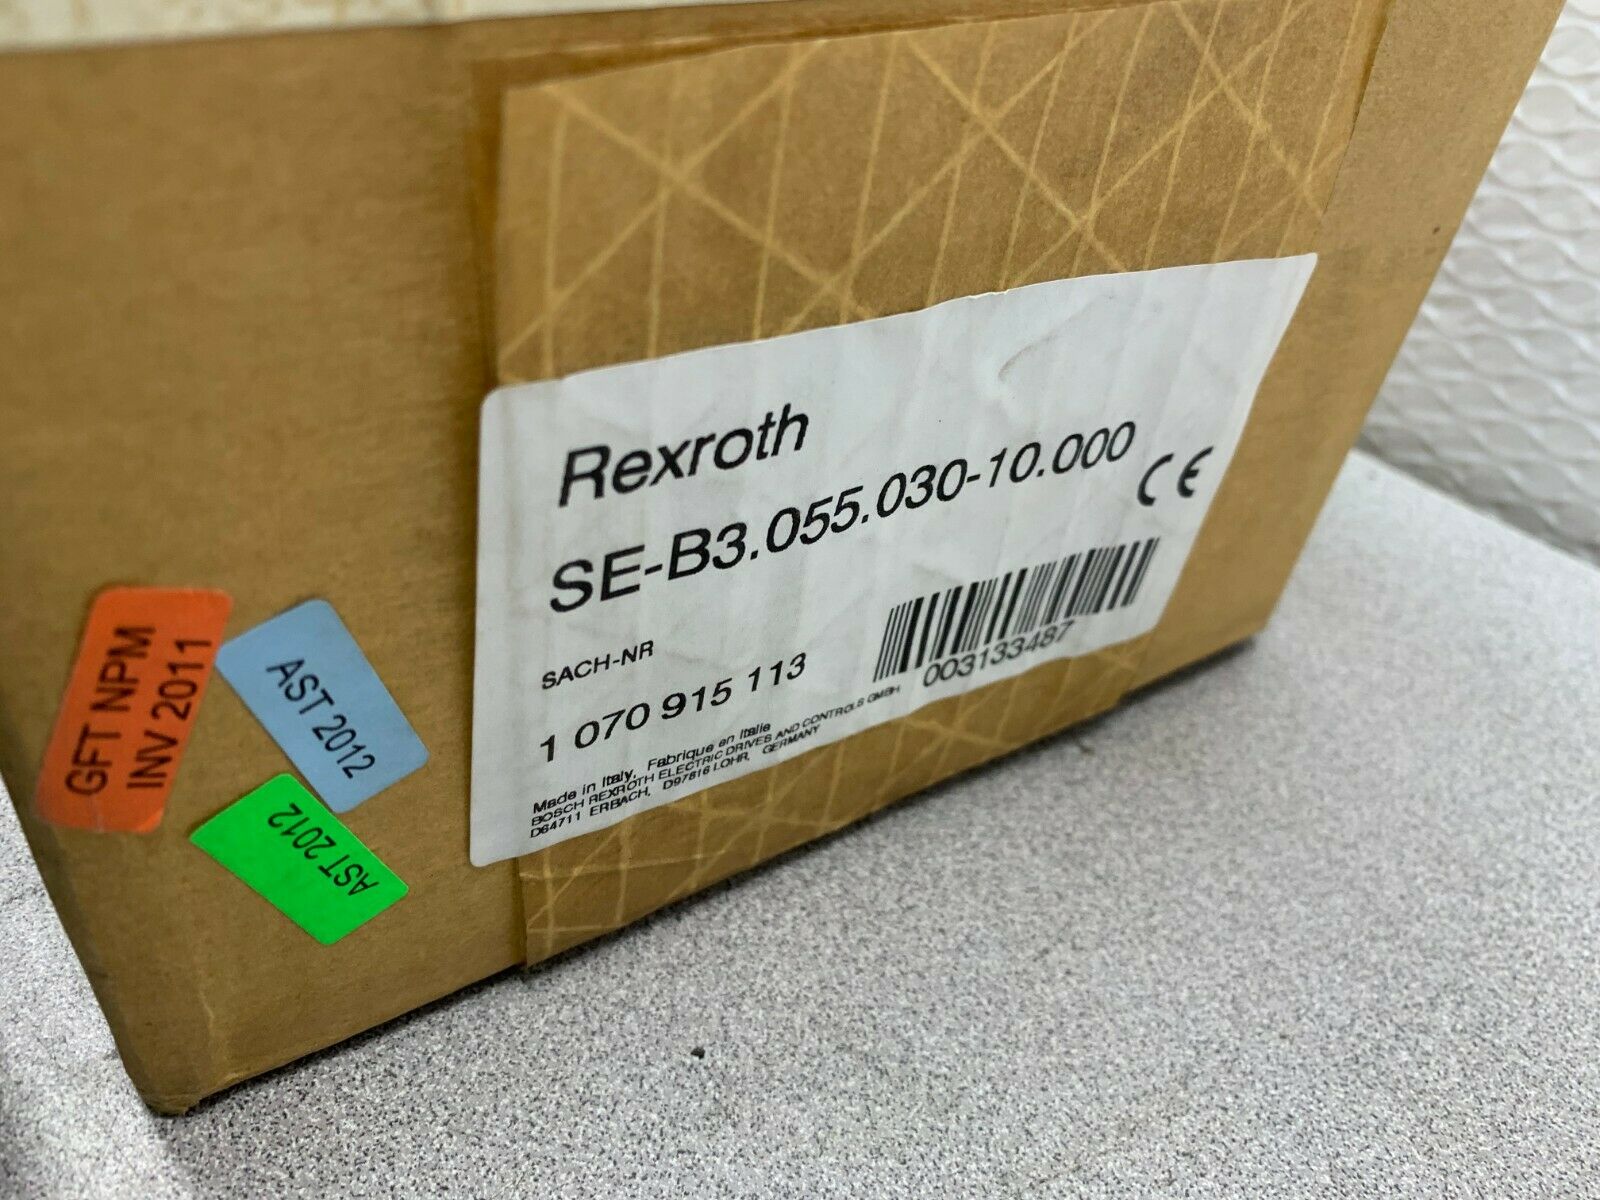 Rexroth
SE-B3.055.030-10.000
CE
SACH-NR
1 070 915 113
003133487
Made in Italy, Fabrique en Italie
BOSCH REXROTH ELECTRIC DRIVES AND CONTROLS GMBH
D64711 ERBACH, D97816 LOHR, GERMANY
GFT NPM
INV 2011
AST 2012
AST 2012